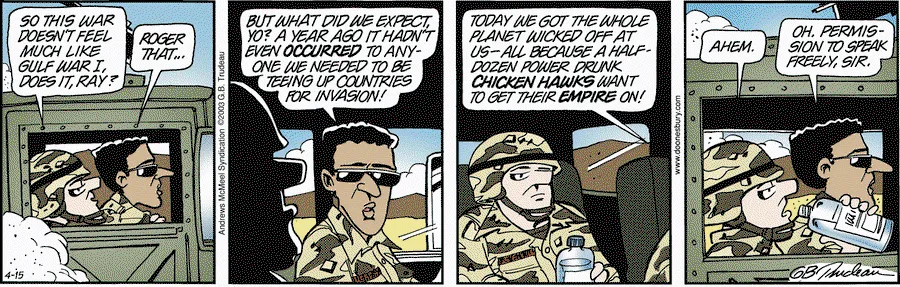 SO THIS WAR
DOESN'T FEEL
MUCH LIKE
GULF WAR I,
DOES IT, RAY?
ROGER
THAT...
4-15
Andrews McMeel Syndication ©2003 G.B. Trudeau
BUT WHAT DID WE EXPECT,
YO? A YEAR AGO IT HADN'T
EVEN OCCURRED TO ANY-
ONE WE NEEDED TO BE
TEEING UP COUNTRIES
FOR INVASION!
TODAY WE GOT THE WHOLE
PLANET WICKED OFF AT
US—ALL BECAUSE A HALF-
DOZEN POWER DRUNK
CHICKEN HAWKS WANT
TO GET THEIR EMPIRE ON!
www.doonesbury.com
AHEM.
OH. PERMIS-
SION TO SPEAK
FREELY, SIR.
GB Trudeau